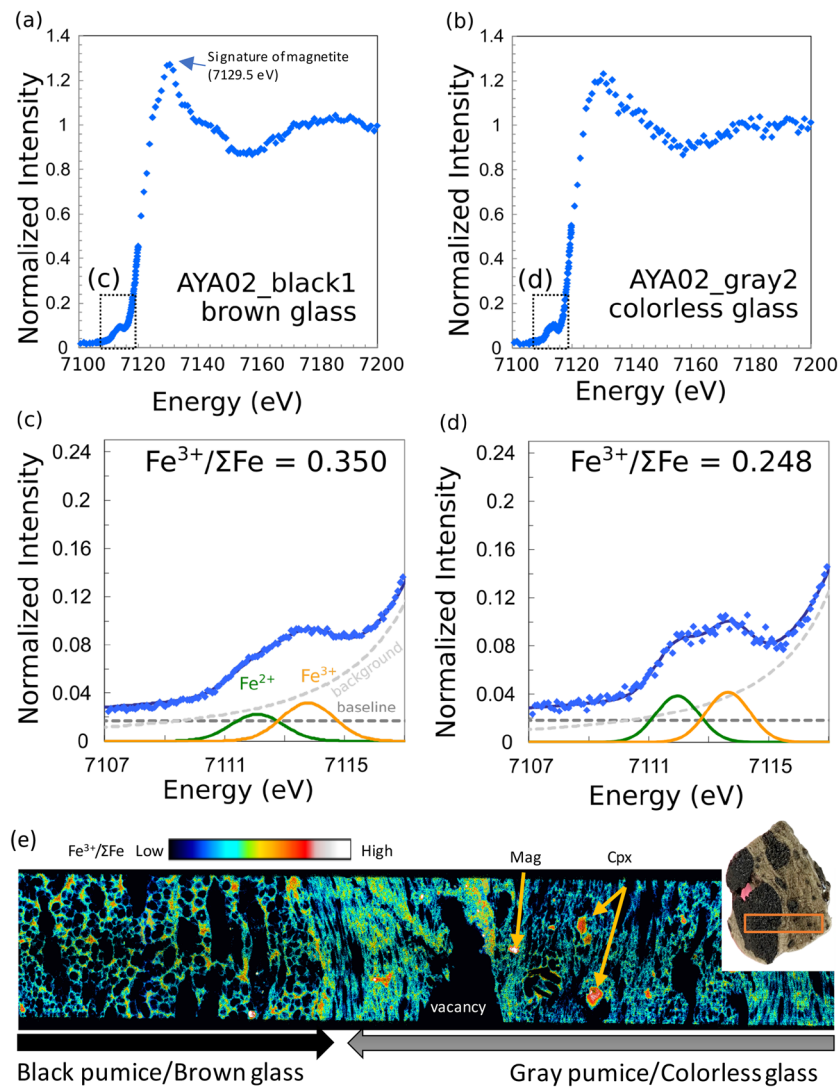 (a)
1.4
1.2
1
0.8
0.6
0.4
0.2
0
Normalized Intensity
Signature of magnetite
(7129.5 eV)
(c)
AYA02_black1
brown glass
7100 7120 7140 7160 7180 7200
Energy (eV)
(b)
1.4
1.2
1
0.8
0.6
0.4
0.2
0
Normalized Intensity
(d)
AYA02_gray2
colorless glass
7100 7120 7140 7160 7180 7200
Energy (eV)
(c)
0.24
0.2
0.16
0.12
0.08
0.04
0
Normalized Intensity
Fe³⁺/ΣFe = 0.350
Fe²⁺
Fe³⁺
background
baseline
7107 7111 7115
Energy (eV)
(d)
0.24
0.2
0.16
0.12
0.08
0.04
0
Normalized Intensity
Fe³⁺/ΣFe = 0.248
7107 7111 7115
Energy (eV)
(e)
Fe³⁺/ΣFe Low High
Mag
Cpx
vacancy
Black pumice/Brown glass
Gray pumice/Colorless glass